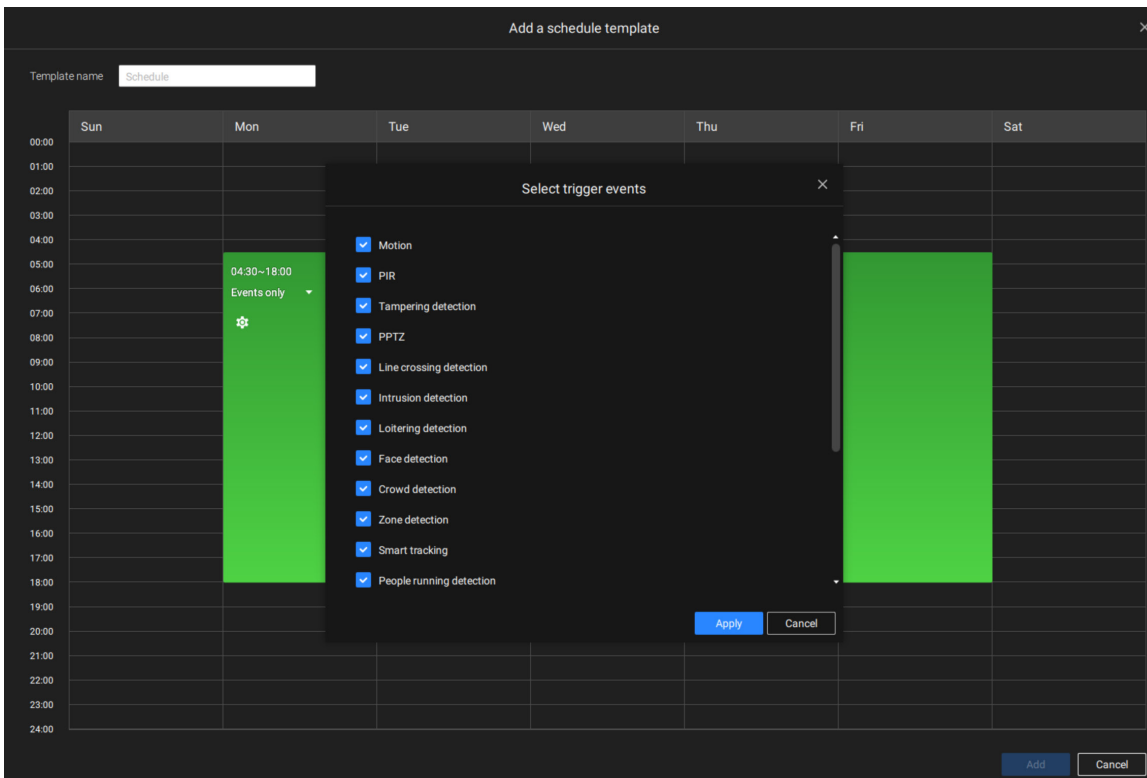 Add a schedule template
Template name Schedule
Sun Mon Tue Wed Thu Fri Sat
00:00
01:00
02:00
03:00
04:00
05:00
06:00
07:00
08:00
09:00
10:00
11:00
12:00
13:00
14:00
15:00
16:00
17:00
18:00
19:00
20:00
21:00
22:00
23:00
24:00
04:30~18:00
Events only
Select trigger events
Motion
PIR
Tampering detection
PPTZ
Line crossing detection
Intrusion detection
Loitering detection
Face detection
Crowd detection
Zone detection
Smart tracking
People running detection
Apply Cancel
Add Cancel